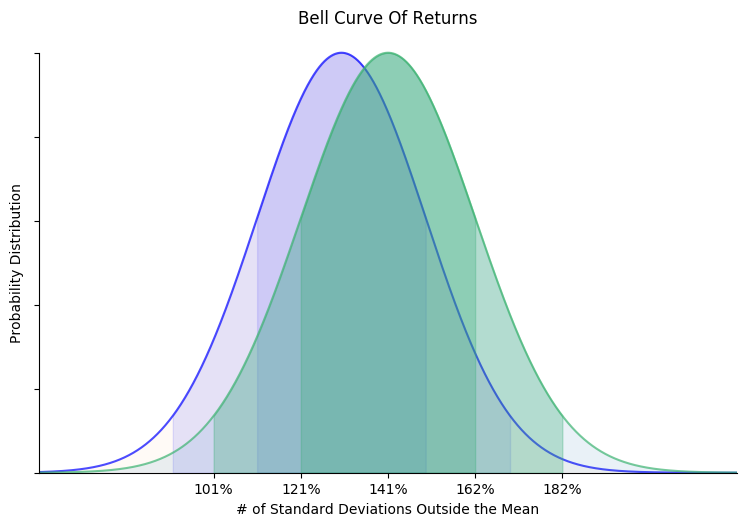 Bell Curve Of Returns
Probability Distribution
101% 121% 141% 162% 182%
# of Standard Deviations Outside the Mean